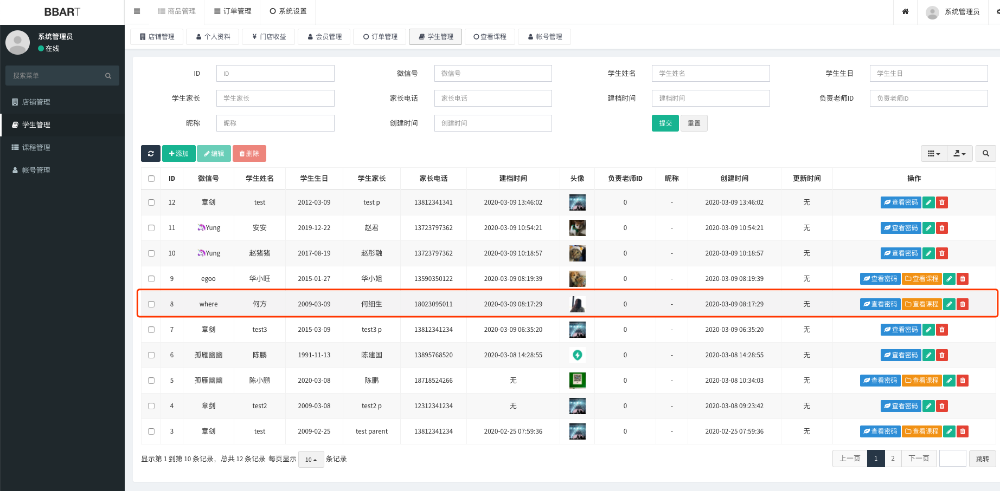 BBART
商品管理 订单管理 系统设置 系统管理员
系统管理员
在线
搜索菜单
店铺管理
学生管理
课程管理
帐号管理
店铺管理 个人资料 ¥ 门店收益 会员管理 订单管理 学生管理 查看课程 帐号管理
ID ID 微信号 微信号 学生姓名 学生姓名 学生生日 学生生日
学生家长 学生家长 家长电话 家长电话 建档时间 建档时间 负责老师ID 负责老师ID
昵称 昵称 创建时间 创建时间 提交 重置
添加 编辑 删除
ID 微信号 学生姓名 学生生日 学生家长 家长电话 建档时间 头像 负责老师ID 昵称 创建时间 更新时间 操作
12 章剑 test 2012-03-09 test p 13812341341 2020-03-09 13:46:02 0 - 2020-03-09 13:46:02 无 查看密码
11 🦄Yung 安安 2019-12-22 赵君 13723797362 2020-03-09 10:54:21 0 - 2020-03-09 10:54:21 无 查看密码
10 🦄Yung 赵猪猪 2017-08-19 赵彤融 13723797362 2020-03-09 10:18:57 0 - 2020-03-09 10:18:57 无 查看密码
9 egoo 华小旺 2015-01-27 华小姐 13590350122 2020-03-09 08:19:39 0 - 2020-03-09 08:19:39 无 查看密码 查看课程
8 where 何方 2009-03-09 何细生 18023095011 2020-03-09 08:17:29 0 - 2020-03-09 08:17:29 无 查看密码 查看课程
7 章剑 test3 2015-03-09 test3 p 13812341234 2020-03-09 06:35:20 0 - 2020-03-09 06:35:20 无 查看密码
6 孤雁幽幽 陈鹏 1991-11-13 陈建国 13895768520 2020-03-08 14:28:55 0 - 2020-03-08 14:28:55 无 查看密码
5 孤雁幽幽 陈小鹏 2020-03-08 陈鹏 18718524266 无 0 - 2020-03-08 10:34:03 无 查看密码 查看课程
4 章剑 test2 2009-03-08 test2 p 12312341234 无 0 - 2020-03-08 09:23:42 无 查看密码
3 章剑 test 2009-02-25 test parent 13812341234 2020-02-25 07:59:36 0 - 2020-02-25 07:59:36 无 查看密码 查看课程
显示第 1 到第 10 条记录，总共 12 条记录 每页显示 10 条记录 上一页 1 2 下一页 跳转